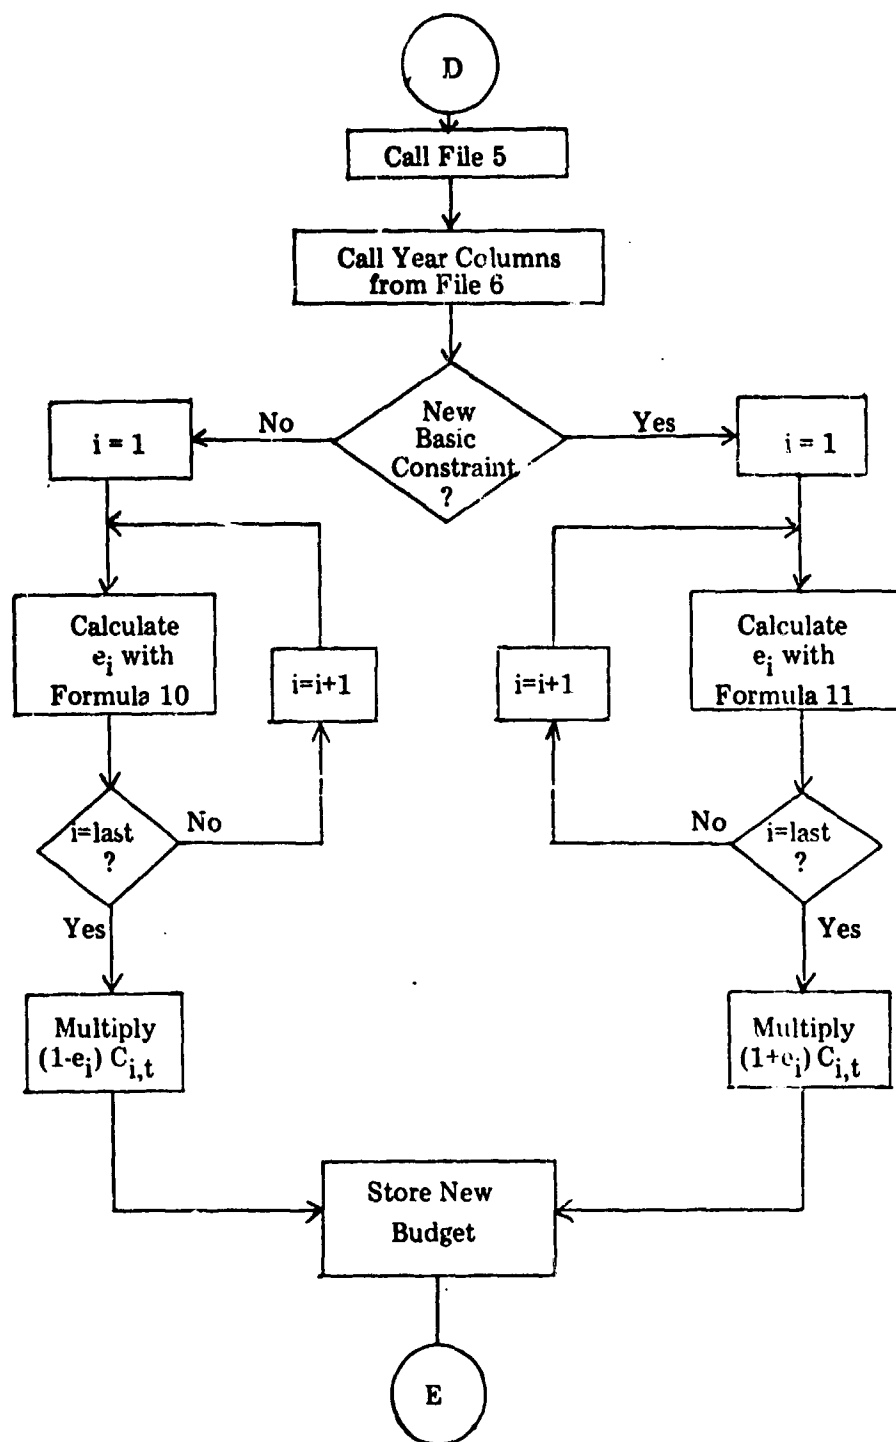 D
Call File 5
Call Year Columns
from File 6
New
Basic
Constraint
?
No
Yes
i = 1
i = 1
Calculate
e_i with
Formula 10
i=i+1
i=i+1
Calculate
e_i with
Formula 11
i=last
?
No
Yes
No
i=last
?
Yes
Multiply
(1-e_i) C_i,t
Multiply
(1+e_i) C_i,t
Store New
Budget
E